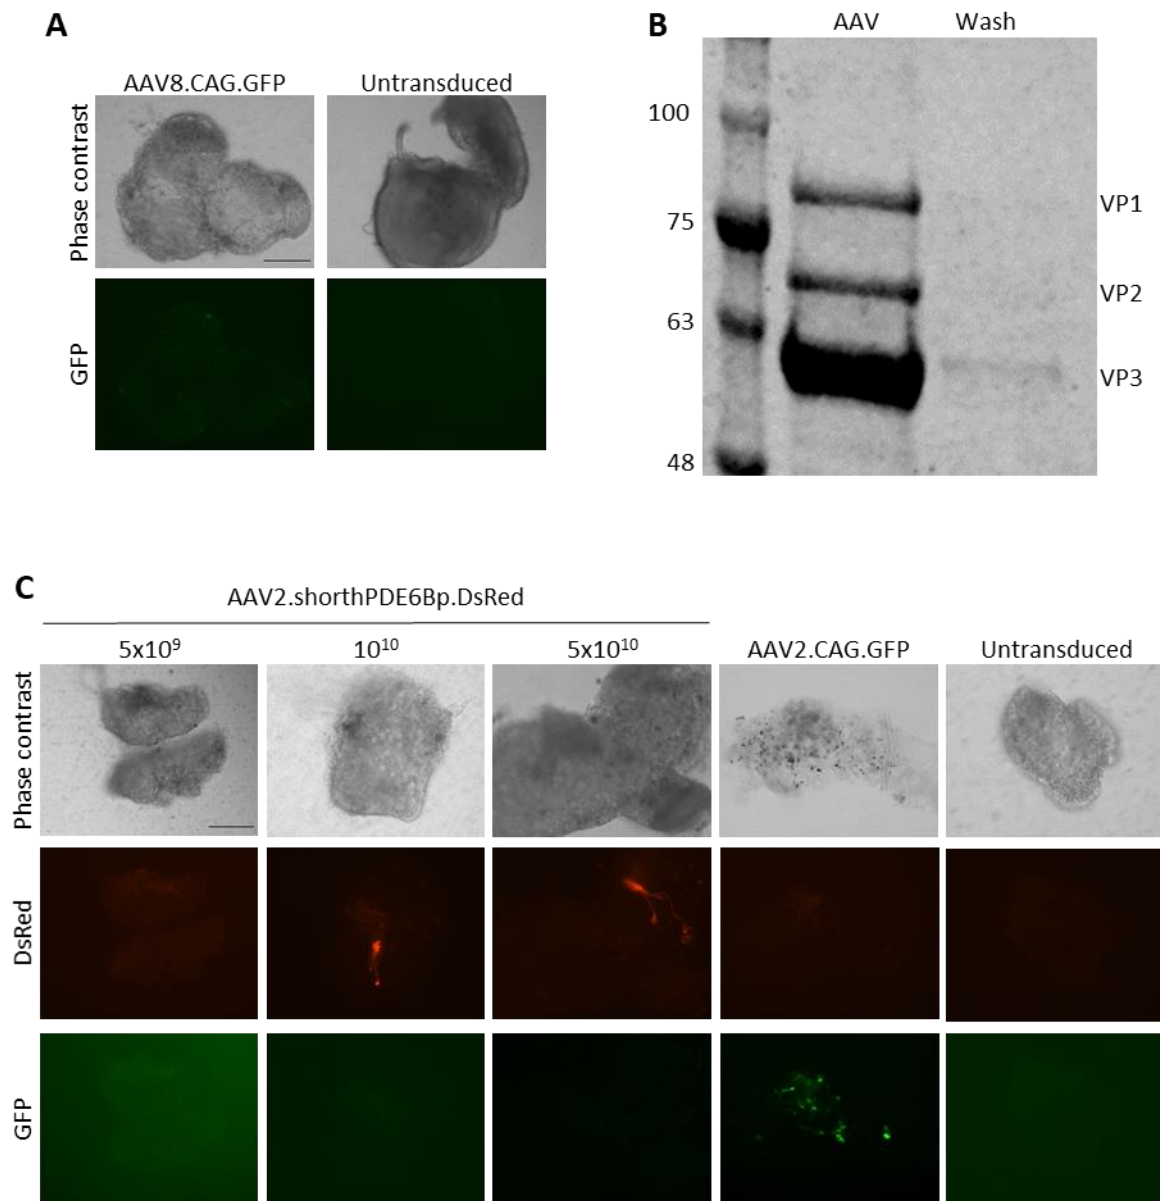 A
AAV8.CAG.GFP
Untransduced
Phase contrast
GFP
B
AAV
Wash
100
75
63
48
VP1
VP2
VP3
C
AAV2.shorthPDE6Bp.DsRed
5x10⁹
10¹⁰
5x10¹⁰
AAV2.CAG.GFP
Untransduced
Phase contrast
DsRed
GFP